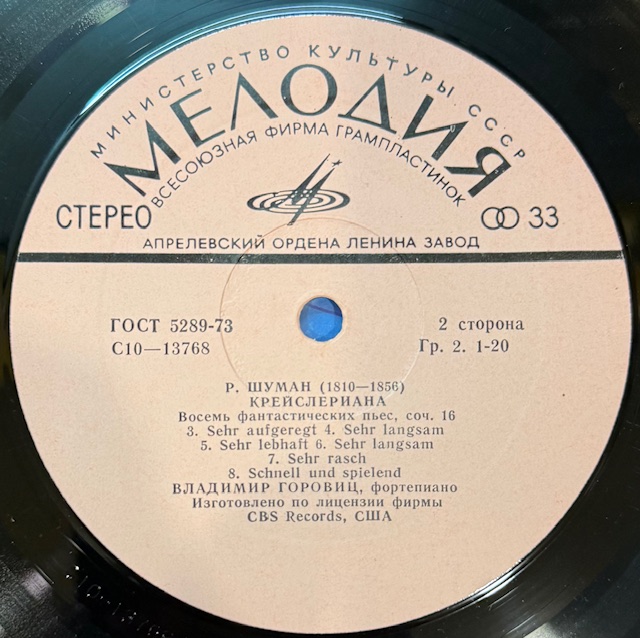 МИНИСТЕРСТВО КУЛЬТУРЫ СССР
МЕЛОДИЯ
ВСЕСОЮЗНАЯ ФИРМА ГРАМПЛАСТИНОК
СТЕРЕО
33
АПРЕЛЕВСКИЙ ОРДЕНА ЛЕНИНА ЗАВОД
ГОСТ 5289-73
2 сторона
С10—13768
Гр. 2. 1-20
Р. ШУМАН (1810—1856)
КРЕЙСЛЕРИАНА
Восемь фантастических пьес, соч. 16
3. Sehr aufgeregt 4. Sehr langsam
5. Sehr lebhaft 6. Sehr langsam
7. Sehr rasch
8. Schnell und spielend
ВЛАДИМИР ГОРОВИЦ, фортепиано
Изготовлено по лицензии фирмы
CBS Records, США